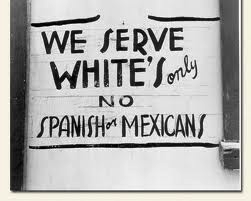 WE SERVE
WHITE'S only
NO
SPANISH or MEXICANS